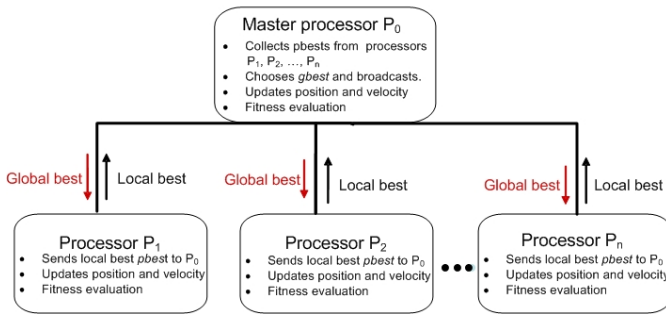 Master processor P₀
• Collects pbests from processors
P₁, P₂, ..., Pₙ
• Chooses gbest and broadcasts.
• Updates position and velocity
• Fitness evaluation
Global best
Local best
Global best
Local best
Global best
Local best
Processor P₁
• Sends local best pbest to P₀
• Updates position and velocity
• Fitness evaluation
Processor P₂
• Sends local best pbest to P₀
• Updates position and velocity
• Fitness evaluation
Processor Pₙ
• Sends local best pbest to P₀
• Updates position and velocity
• Fitness evaluation